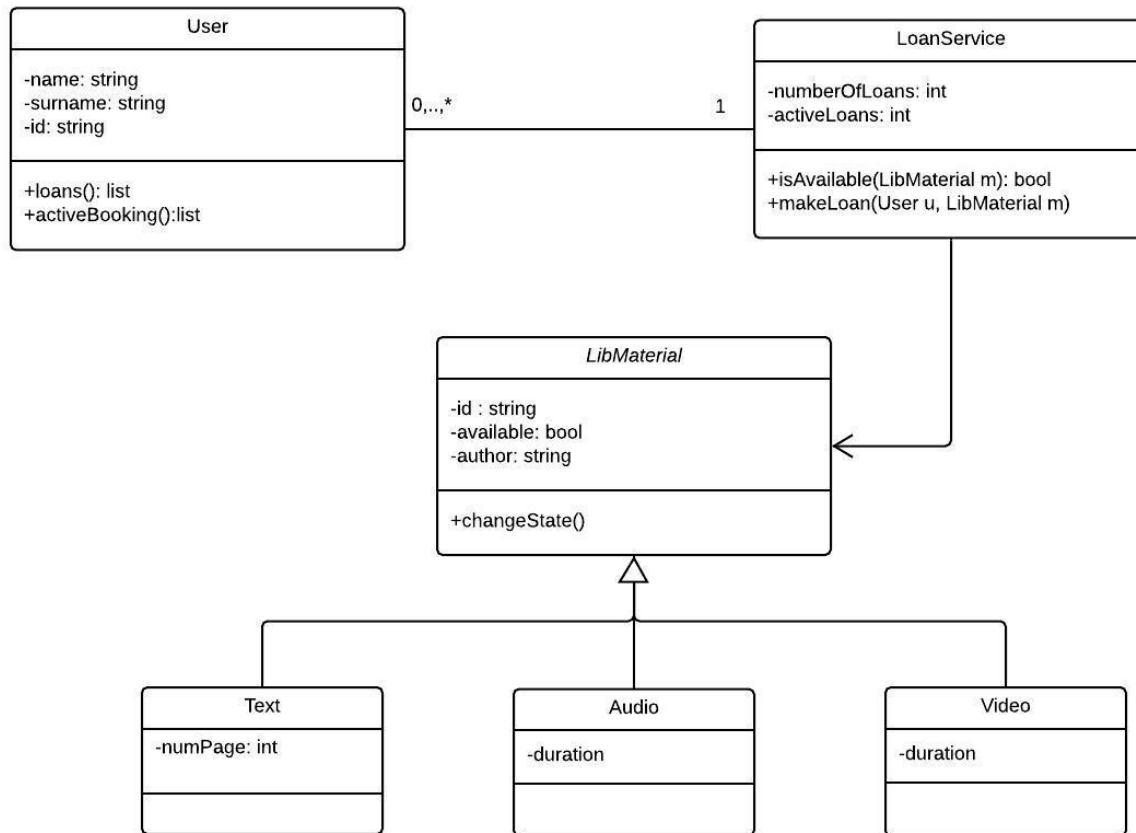 User
-name: string
-surname: string
-id: string
+loans(): list
+activeBooking():list
0,..,*
1
LoanService
-numberOfLoans: int
-activeLoans: int
+isAvailable(LibMaterial m): bool
+makeLoan(User u, LibMaterial m)
LibMaterial
-id : string
-available: bool
-author: string
+changeState()
Text
-numPage: int
Audio
-duration
Video
-duration